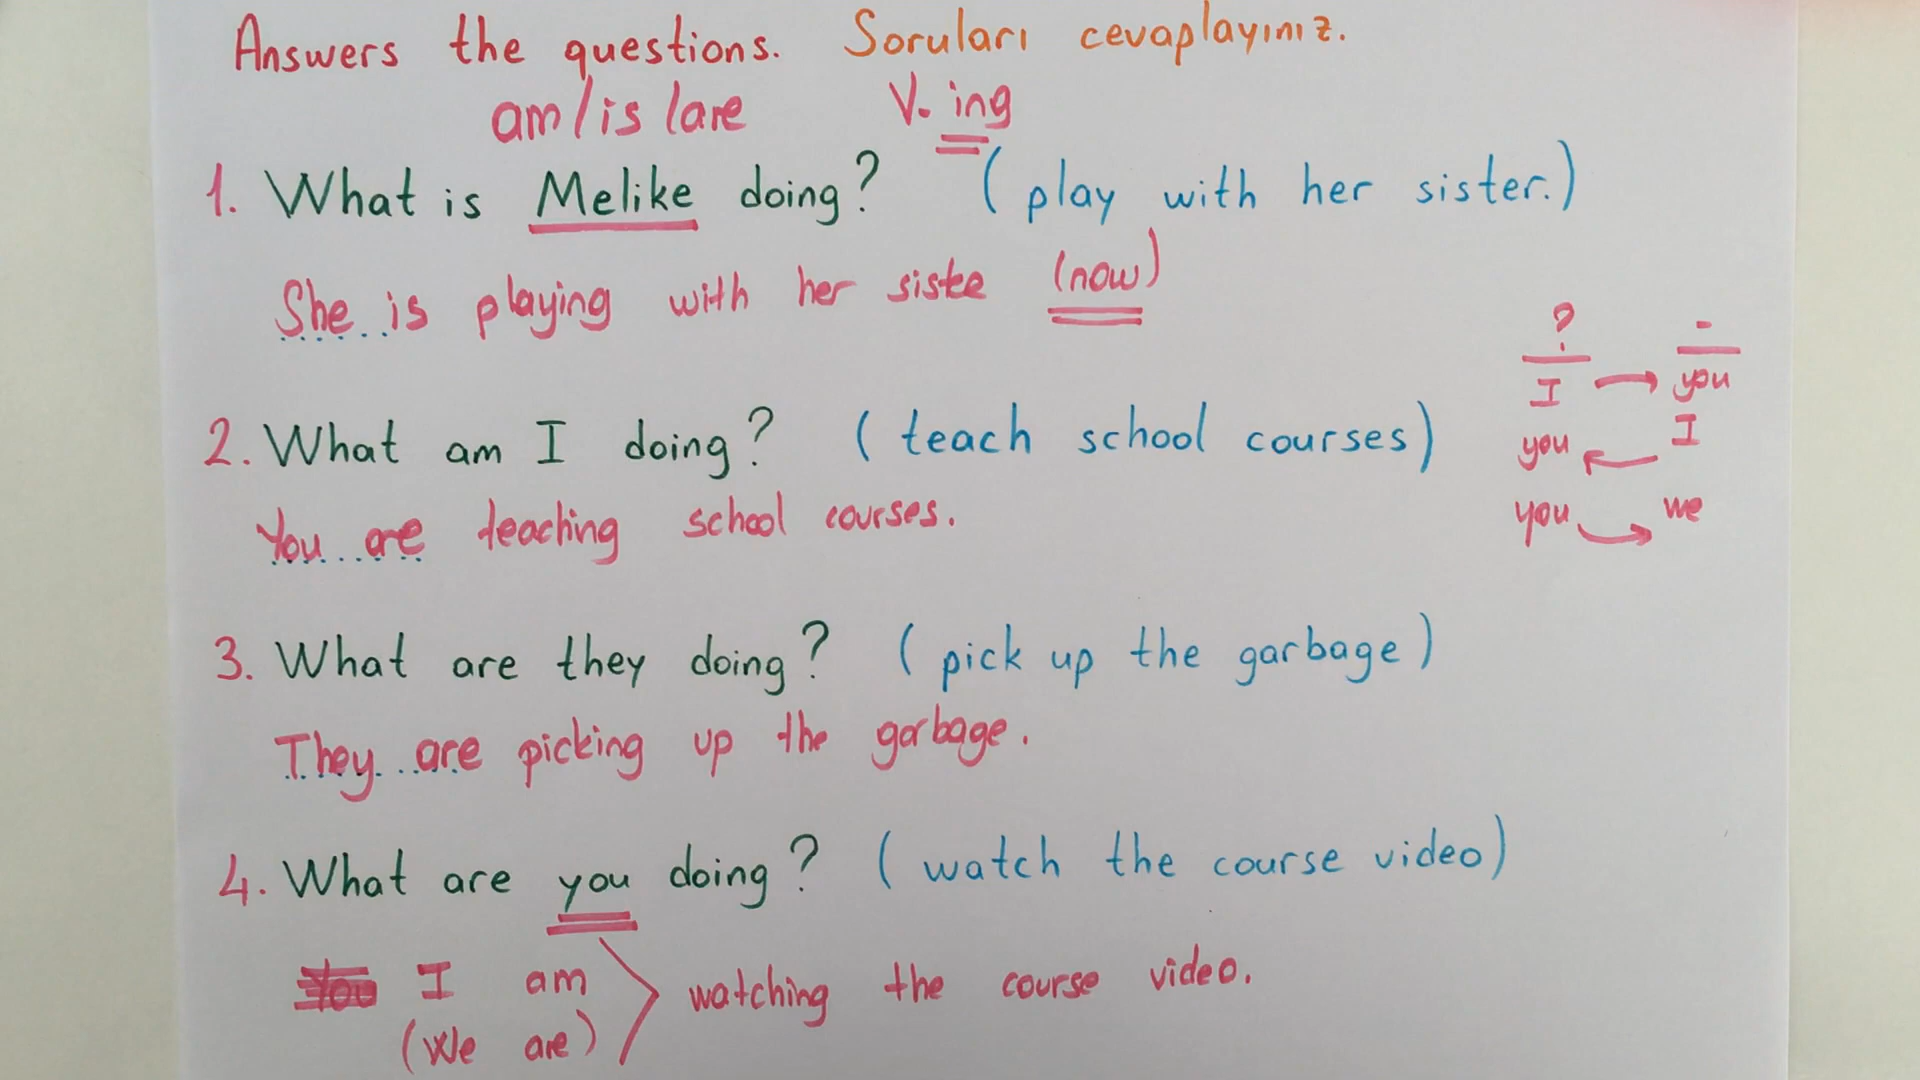 Answers the questions. Soruları cevaplayınız.
am/is/are V. ing
1. What is Melike doing? (play with her sister.)
She is playing with her siste (now)
? -
I → you
2. What am I doing? (teach school courses)
you ← I
You are teaching school courses.
you → we
3. What are they doing? (pick up the garbage)
They are picking up the garbage.
4. What are you doing? (watch the course video)
You I am watching the course video.
(We are)